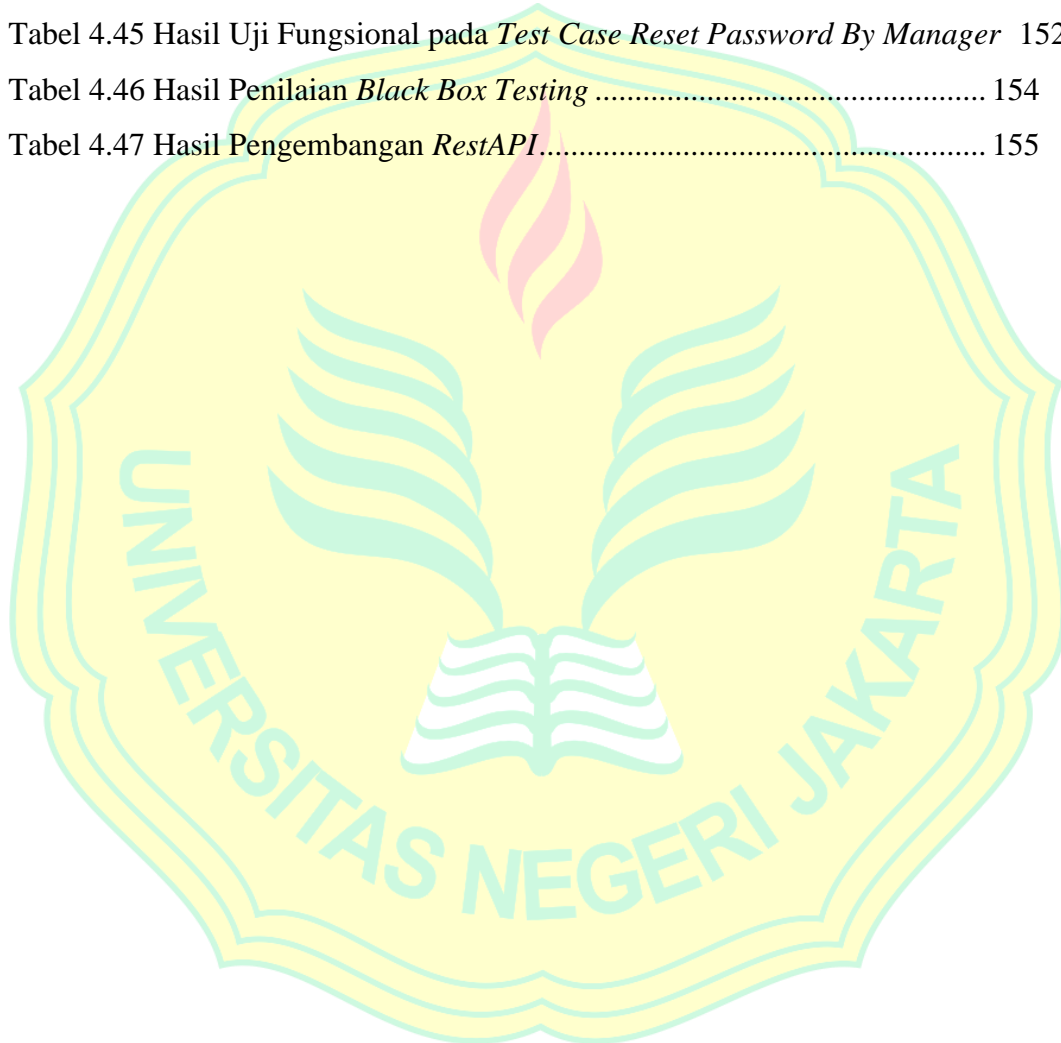 Tabel 4.45 Hasil Uji Fungsional pada Test Case Reset Password By Manager 152
Tabel 4.46 Hasil Penilaian Black Box Testing ................................................. 154
Tabel 4.47 Hasil Pengembangan RestAPI........................................................ 155
UNIVERSITAS NEGERI JAKARTA